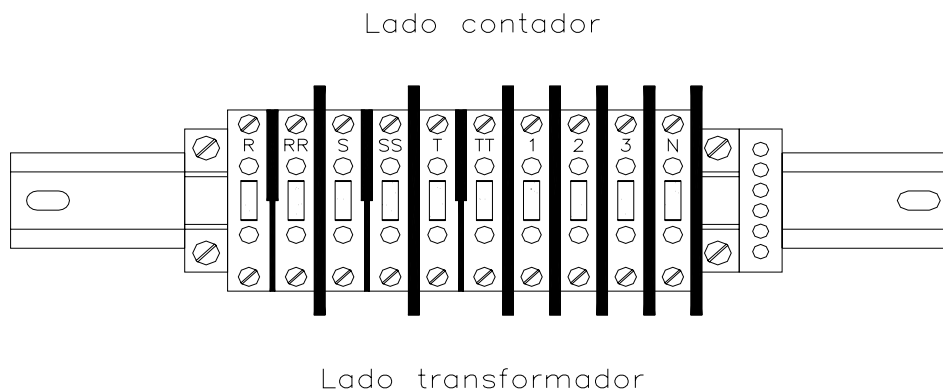 Lado contador
R RR S SS T TT 1 2 3 N
Lado transformador